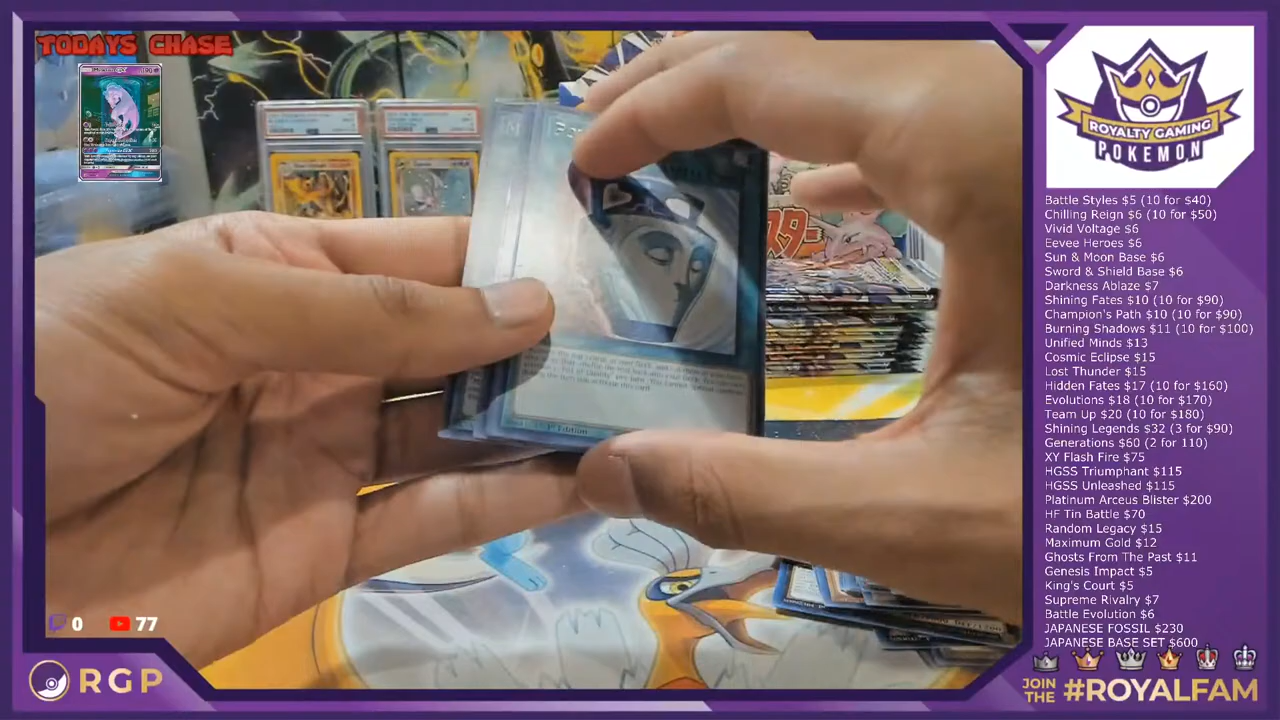 TODAYS CHASE
ROYALTY GAMING
POKEMON
Battle Styles $5 (10 for $40)
Chilling Reign $6 (10 for $50)
Vivid Voltage $6
Eevee Heroes $6
Sun & Moon Base $6
Sword & Shield Base $6
Darkness Ablaze $7
Shining Fates $10 (10 for $90)
Champion's Path $10 (10 for $90)
Burning Shadows $11 (10 for $100)
Unified Minds $13
Cosmic Eclipse $15
Lost Thunder $15
Hidden Fates $17 (10 for $160)
Evolutions $18 (10 for $170)
Team Up $20 (10 for $180)
Shining Legends $32 (3 for $90)
Generations $60 (2 for 110)
XY Flash Fire $75
HGSS Triumphant $115
HGSS Unleashed $115
Platinum Arceus Blister $200
HF Tin Battle $70
Random Legacy $15
Maximum Gold $12
Ghosts From The Past $11
Genesis Impact $5
King's Court $5
Supreme Rivalry $7
Battle Evolution $6
JAPANESE FOSSIL $230
JAPANESE BASE SET $600
1st Edition
0 77
RGP
JOIN THE #ROYALFAM